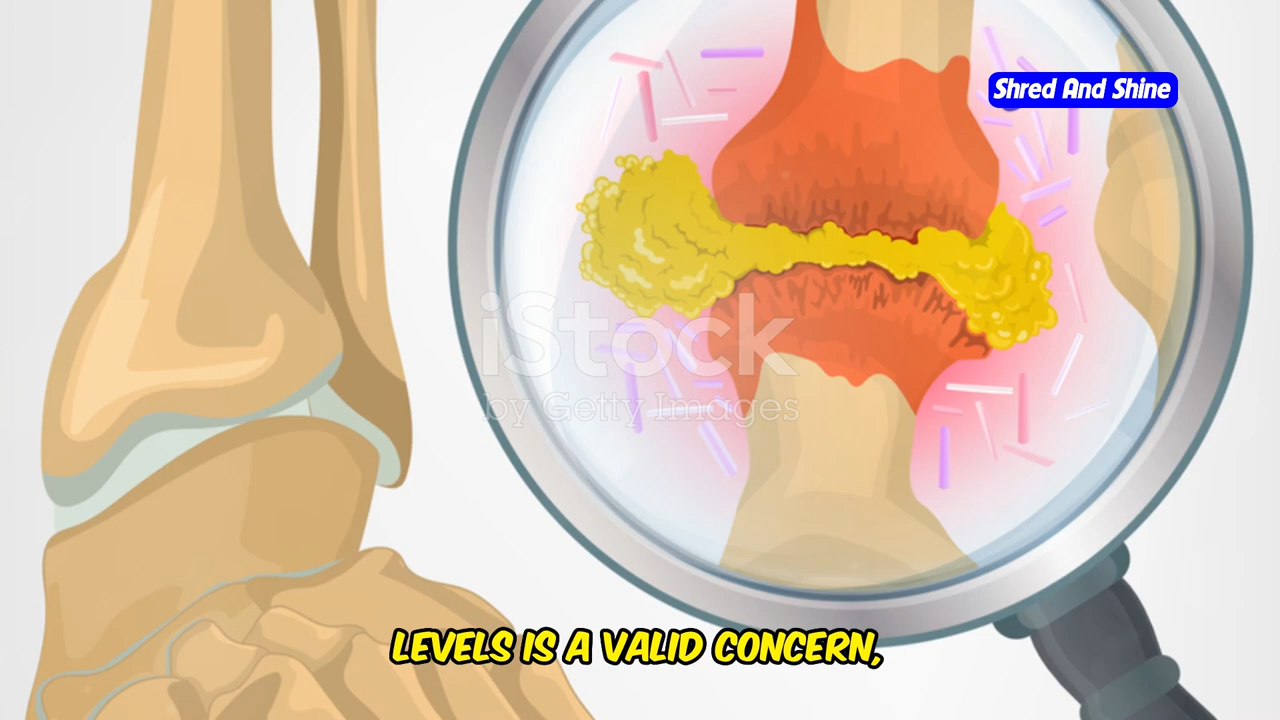 Shred And Shine
iStock
by Getty Images
LEVELS IS A VALID CONCERN,